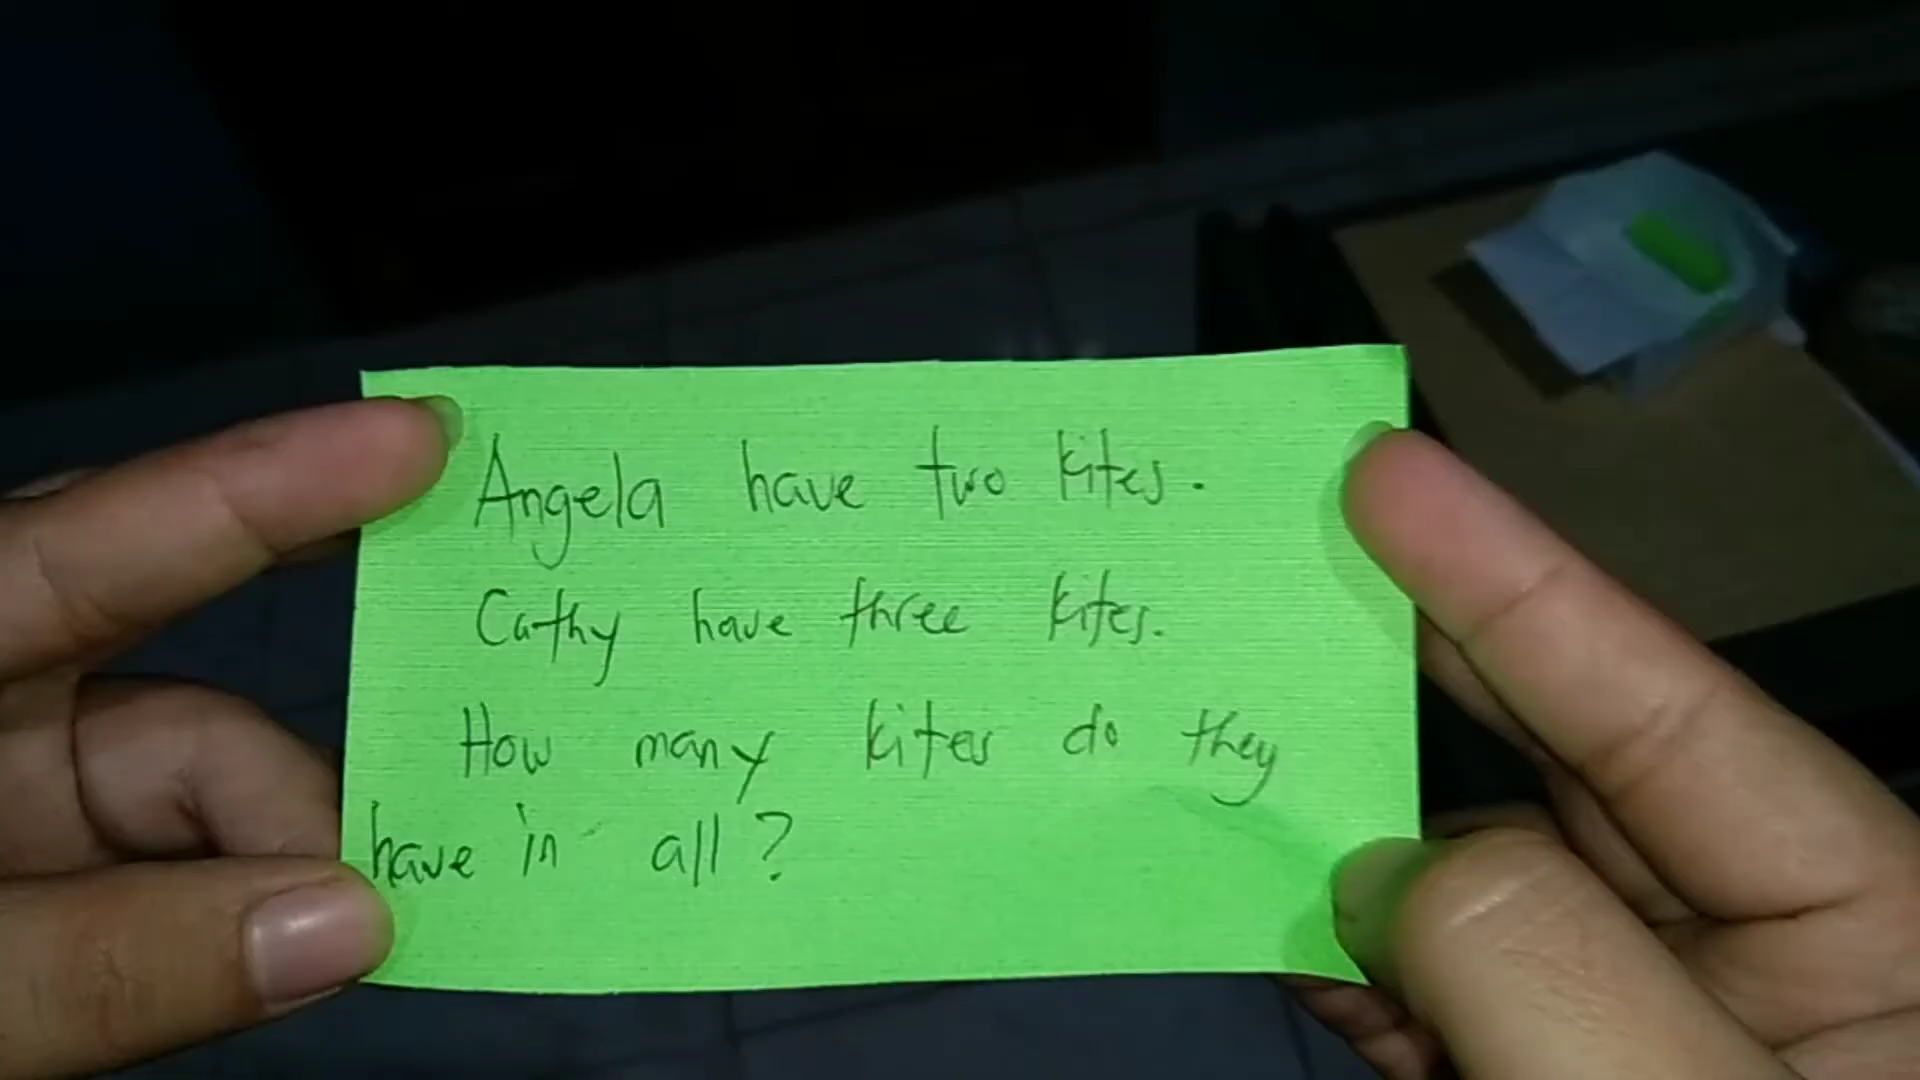 Angela have two kites.
Cathy have three kites.
How many kites do they
have in all?